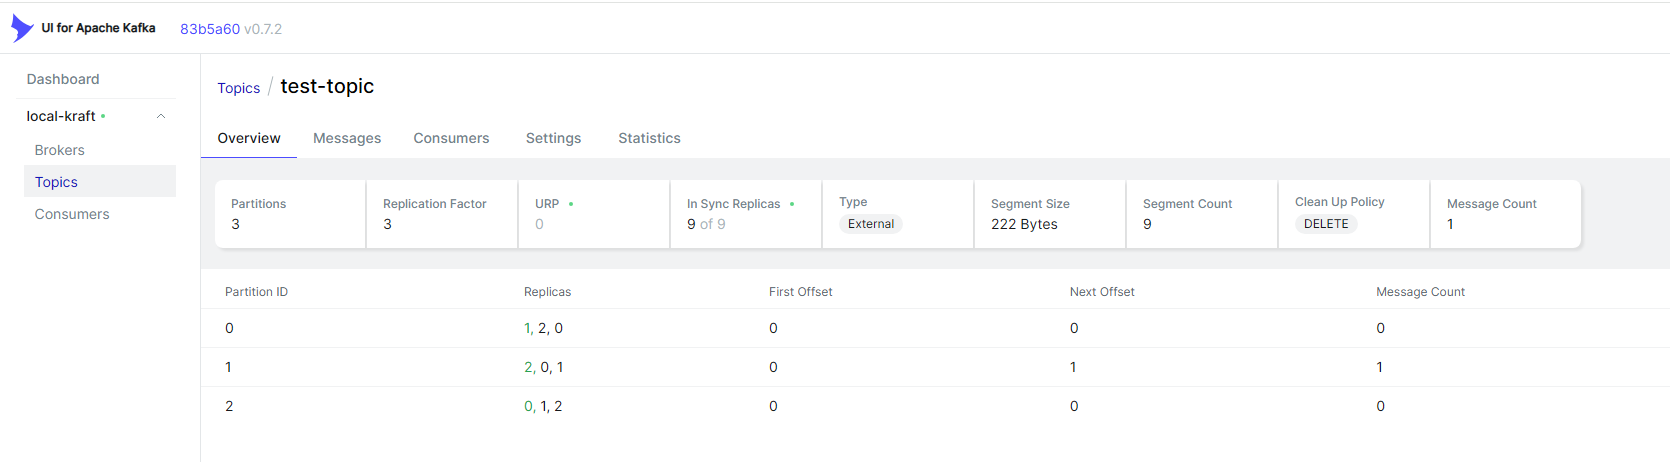 UI for Apache Kafka 83b5a60 v0.7.2
Dashboard
local-kraft
Brokers
Topics
Consumers
Topics / test-topic
Overview Messages Consumers Settings Statistics
Partitions Replication Factor URP In Sync Replicas Type Segment Size Segment Count Clean Up Policy Message Count
3 3 0 9 of 9 External 222 Bytes 9 DELETE 1
Partition ID Replicas First Offset Next Offset Message Count
0 1, 2, 0 0 0 0
1 2, 0, 1 0 1 1
2 0, 1, 2 0 0 0